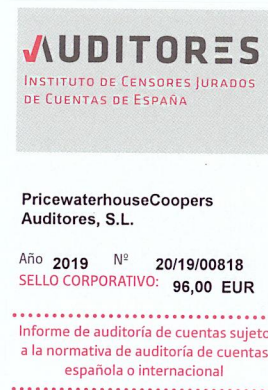 AUDITORES
INSTITUTO DE CENSORES JURADOS
DE CUENTAS DE ESPAÑA
PricewaterhouseCoopers
Auditores, S.L.
Año 2019 Nº 20/19/00818
SELLO CORPORATIVO: 96,00 EUR
Informe de auditoría de cuentas sujeto
a la normativa de auditoría de cuentas
española o internacional